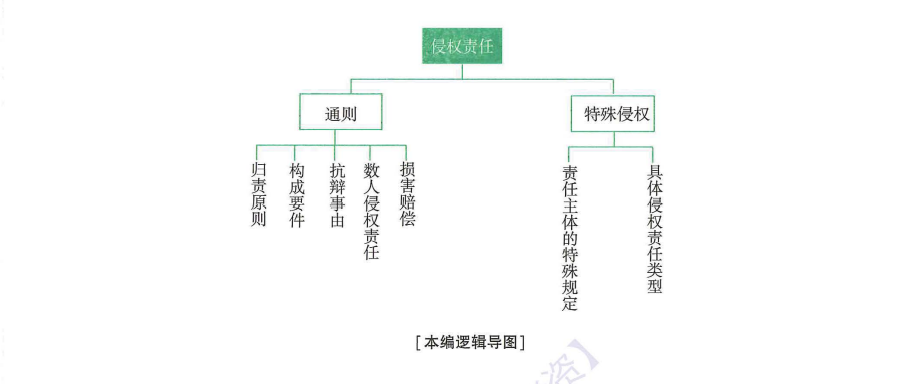 侵权责任
通则
特殊侵权
归责原则
构成要件
抗辩事由
数人侵权责任
损害赔偿
责任主体的特殊规定
具体侵权责任类型
[本编逻辑导图]
资】